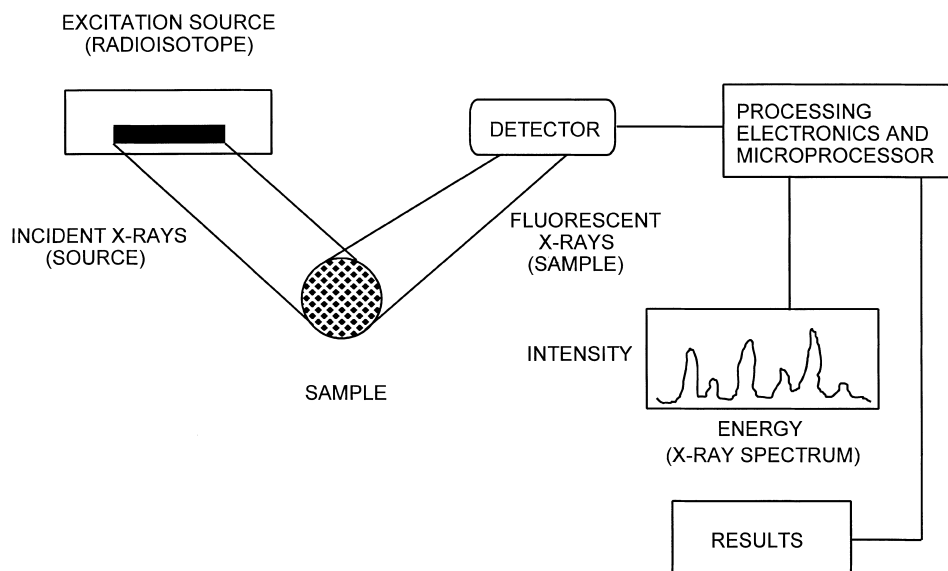 EXCITATION SOURCE
(RADIOISOTOPE)
DETECTOR
PROCESSING
ELECTRONICS AND
MICROPROCESSOR
INCIDENT X-RAYS
(SOURCE)
FLUORESCENT
X-RAYS
(SAMPLE)
SAMPLE
INTENSITY
ENERGY
(X-RAY SPECTRUM)
RESULTS